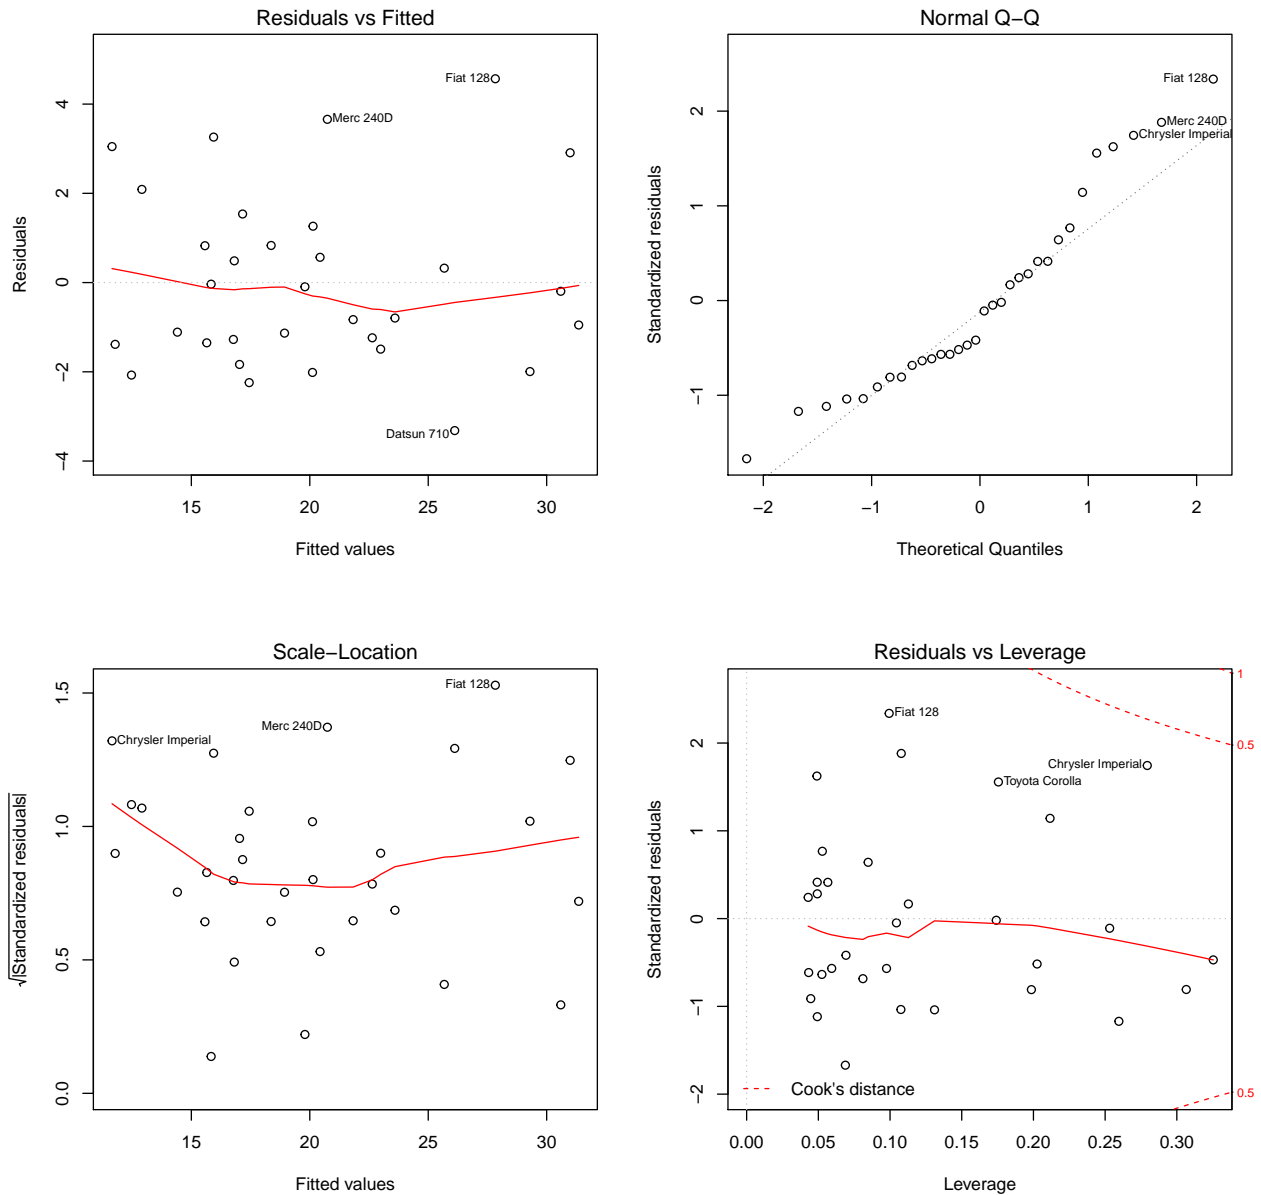 Residuals vs Fitted
Residuals
4
2
0
−2
−4
15
20
25
30
Fitted values
Fiat 128
Merc 240D
Datsun 710
Normal Q−Q
Standardized residuals
2
1
0
−1
−2
−1
0
1
2
Theoretical Quantiles
Fiat 128
Merc 240D
Chrysler Imperial
Scale−Location
√|Standardized residuals|
1.5
1.0
0.5
0.0
15
20
25
30
Fitted values
Fiat 128
Merc 240D
Chrysler Imperial
Residuals vs Leverage
Standardized residuals
2
1
0
−1
−2
0.00
0.05
0.10
0.15
0.20
0.25
0.30
Leverage
Fiat 128
Chrysler Imperial
Toyota Corolla
Cook's distance
1
0.5
0.5